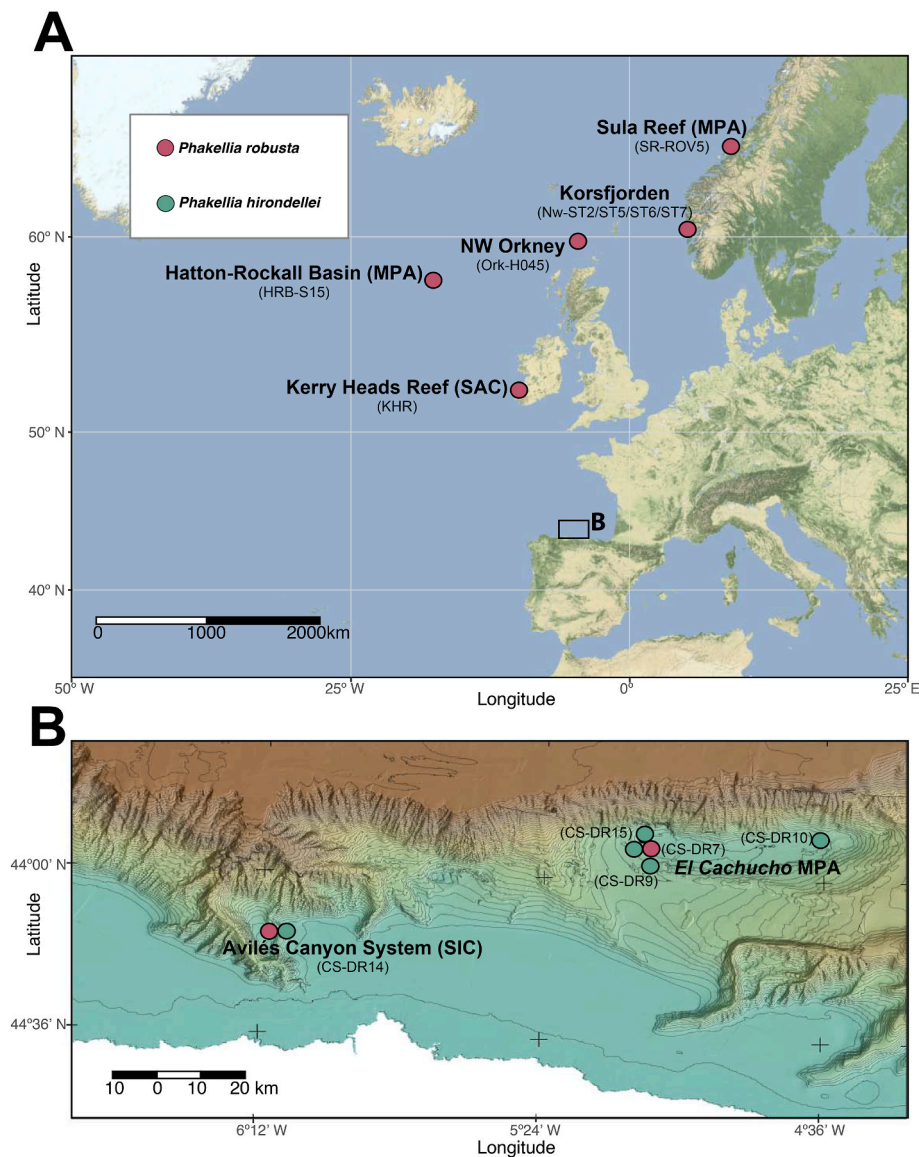 A
Phakellia robusta
Phakellia hirondellei
Sula Reef (MPA)
(SR-ROV5)
Korsfjorden
(Nw-ST2/ST5/ST6/ST7)
60° N
NW Orkney
(Ork-H045)
Hatton-Rockall Basin (MPA)
(HRB-S15)
Latitude
Kerry Heads Reef (SAC)
(KHR)
50° N
B
40° N
0 1000 2000km
50° W 25° W 0° 25° E
Longitude
B
(CS-DR15)
(CS-DR10)
(CS-DR7)
44°00' N
El Cachucho MPA
(CS-DR9)
Latitude
Avilés Canyon System (SIC)
(CS-DR14)
44°36' N
10 0 10 20 km
6°12' W 5°24' W 4°36' W
Longitude